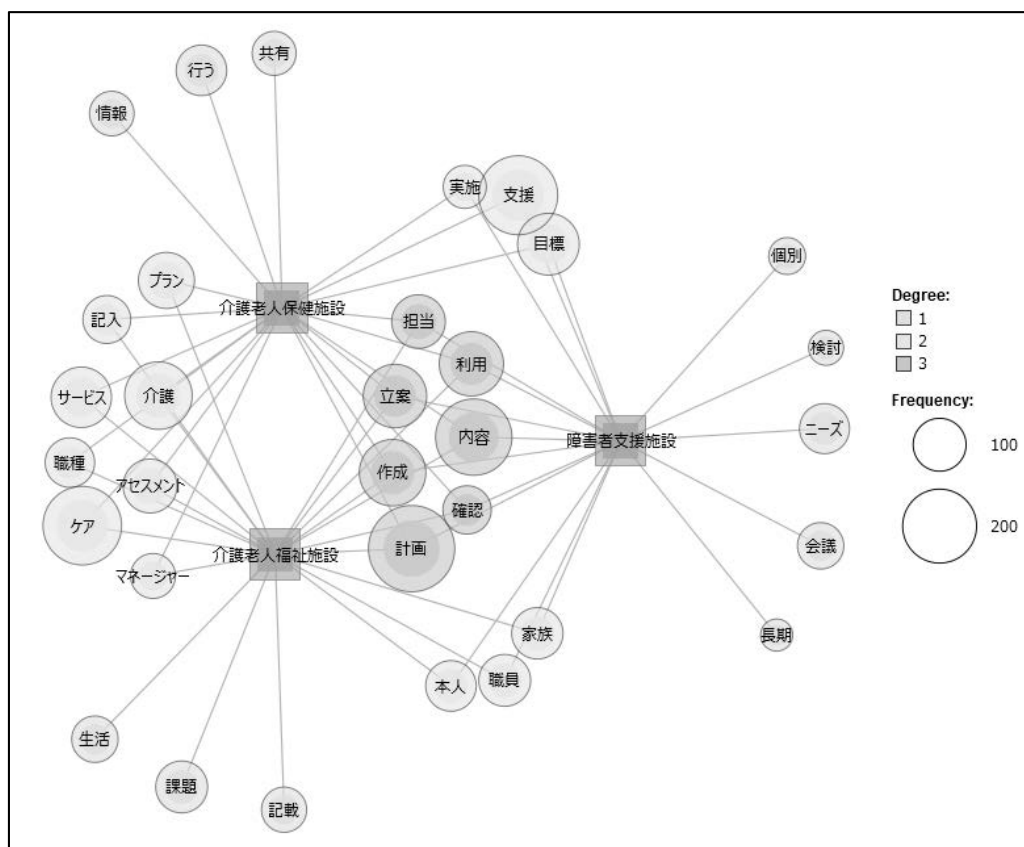 共有
行う
情報
実施
支援
目標
個別
プラン
介護老人保健施設
記入
担当
検討
利用
サービス
介護
立案
ニーズ
内容
障害者支援施設
職種
アセスメント
作成
ケア
確認
計画
介護老人福祉施設
マネージャー
会議
家族
長期
本人
職員
生活
課題
記載
Degree:
1
2
3
Frequency:
100
200